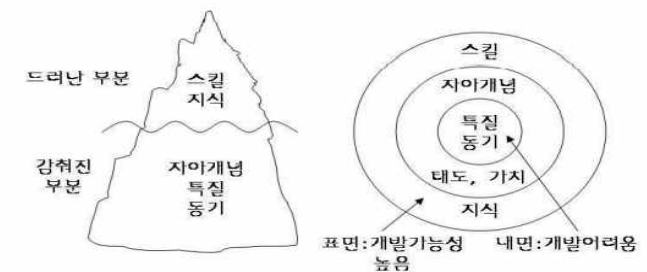 드러난 부분
스킬
지식
감춰진
부분
자아개념
특질
동기
스킬
자아개념
특질
동기
태도, 가치
지식
표면:개발가능성
높음
내면:개발어려움